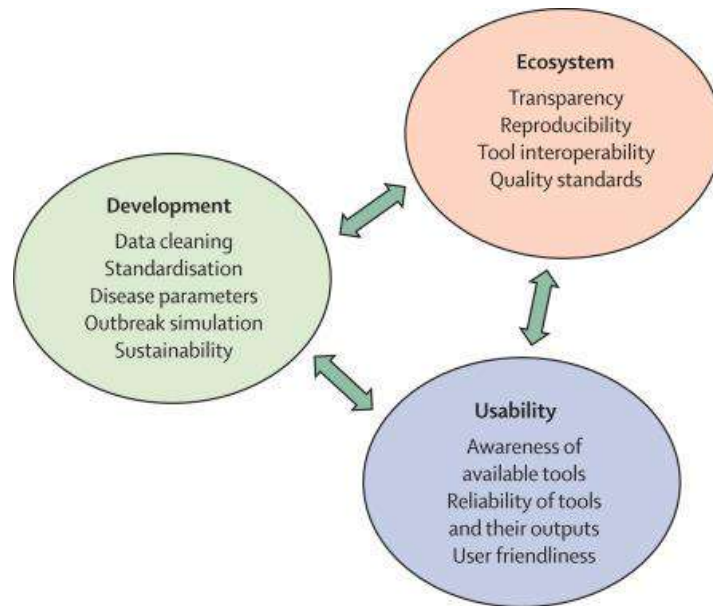 Ecosystem
Transparency
Reproducibility
Tool interoperability
Quality standards
Development
Data cleaning
Standardisation
Disease parameters
Outbreak simulation
Sustainability
Usability
Awareness of
available tools
Reliability of tools
and their outputs
User friendliness